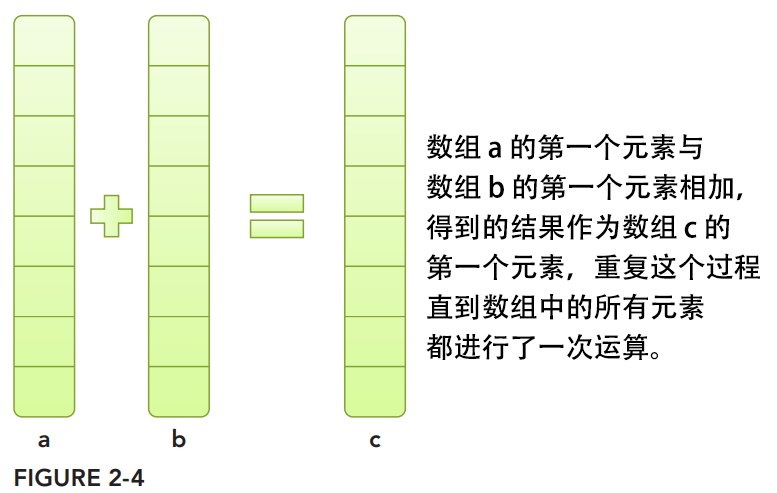 数组 a 的第一个元素与
数组 b 的第一个元素相加，
得到的结果作为数组 c 的
第一个元素，重复这个过程
直到数组中的所有元素
都进行了一次运算。
a
b
c
FIGURE 2-4